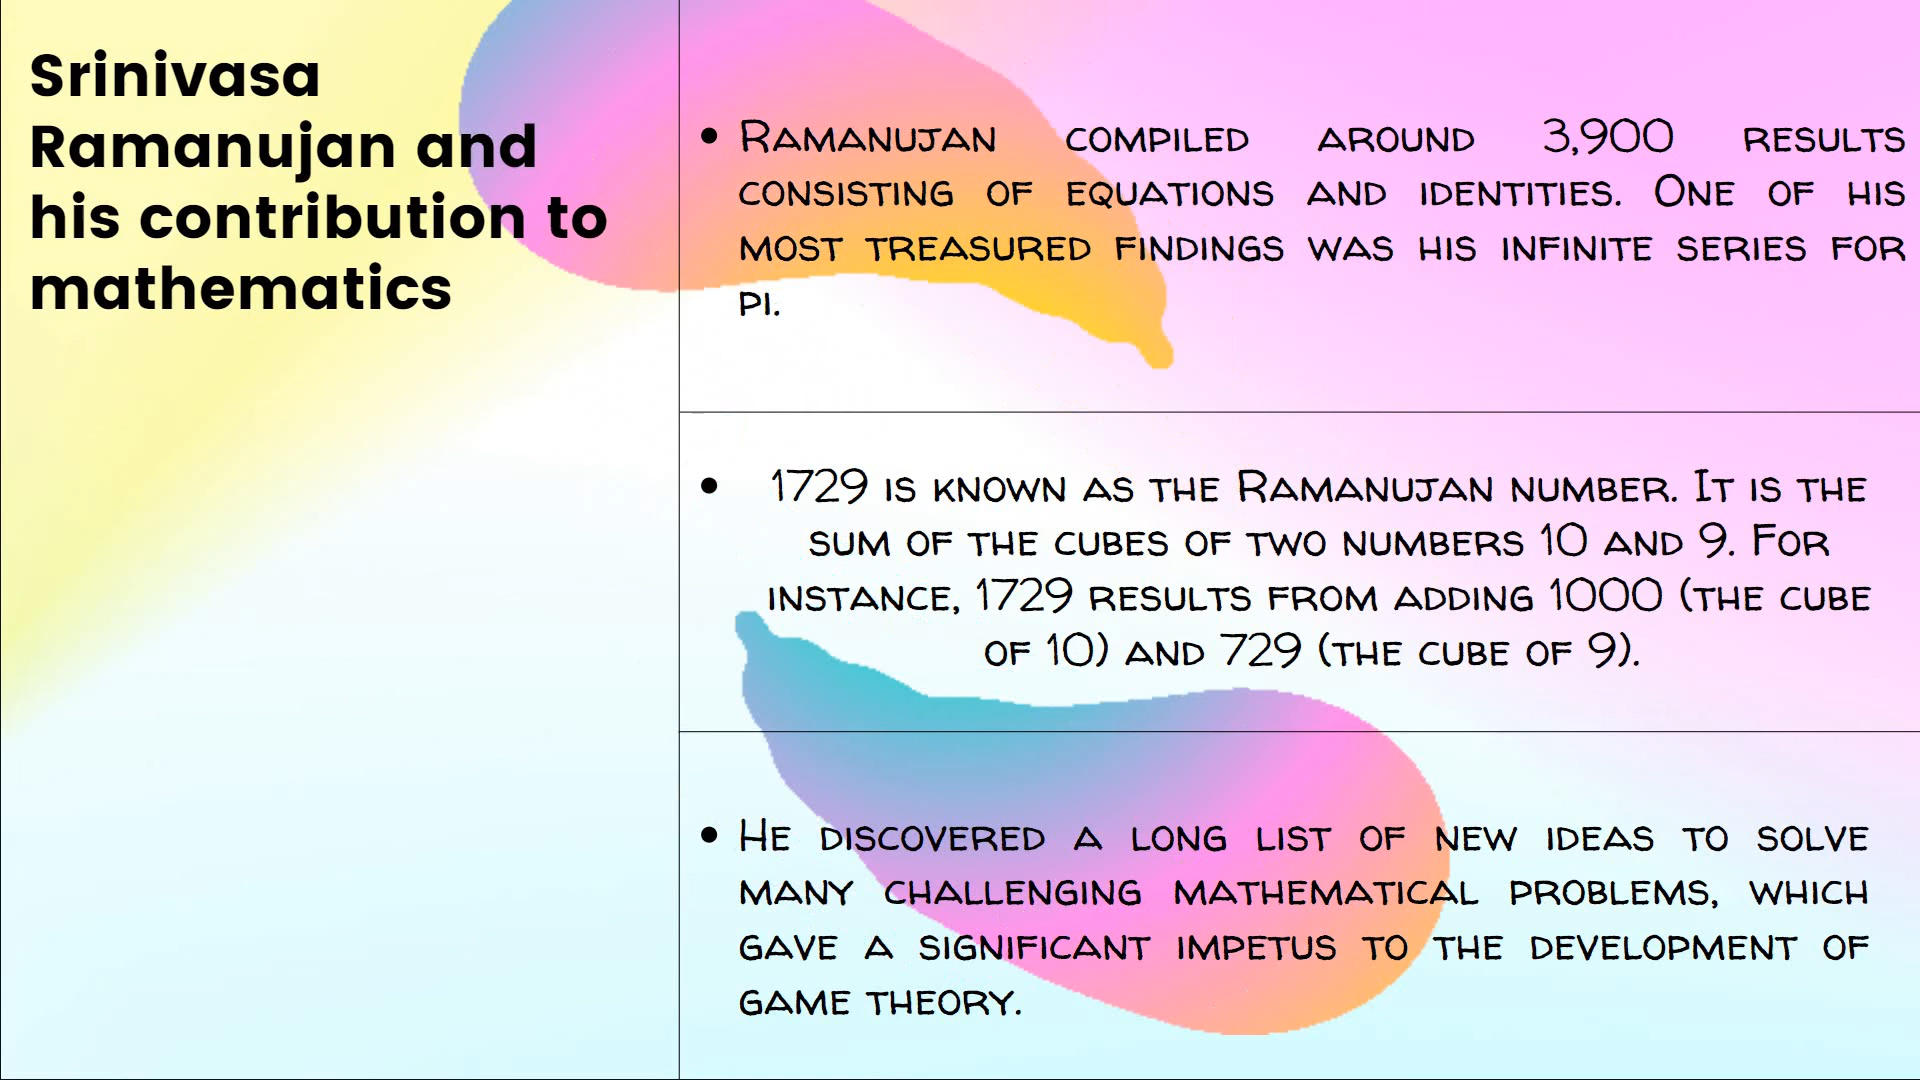 Srinivasa
Ramanujan and
his contribution to
mathematics
• Ramanujan compiled around 3,900 results
consisting of equations and identities. One of his
most treasured findings was his infinite series for
pi.
• 1729 is known as the Ramanujan number. It is the
sum of the cubes of two numbers 10 and 9. For
instance, 1729 results from adding 1000 (the cube
of 10) and 729 (the cube of 9).
• He discovered a long list of new ideas to solve
many challenging mathematical problems, which
gave a significant impetus to the development of
game theory.